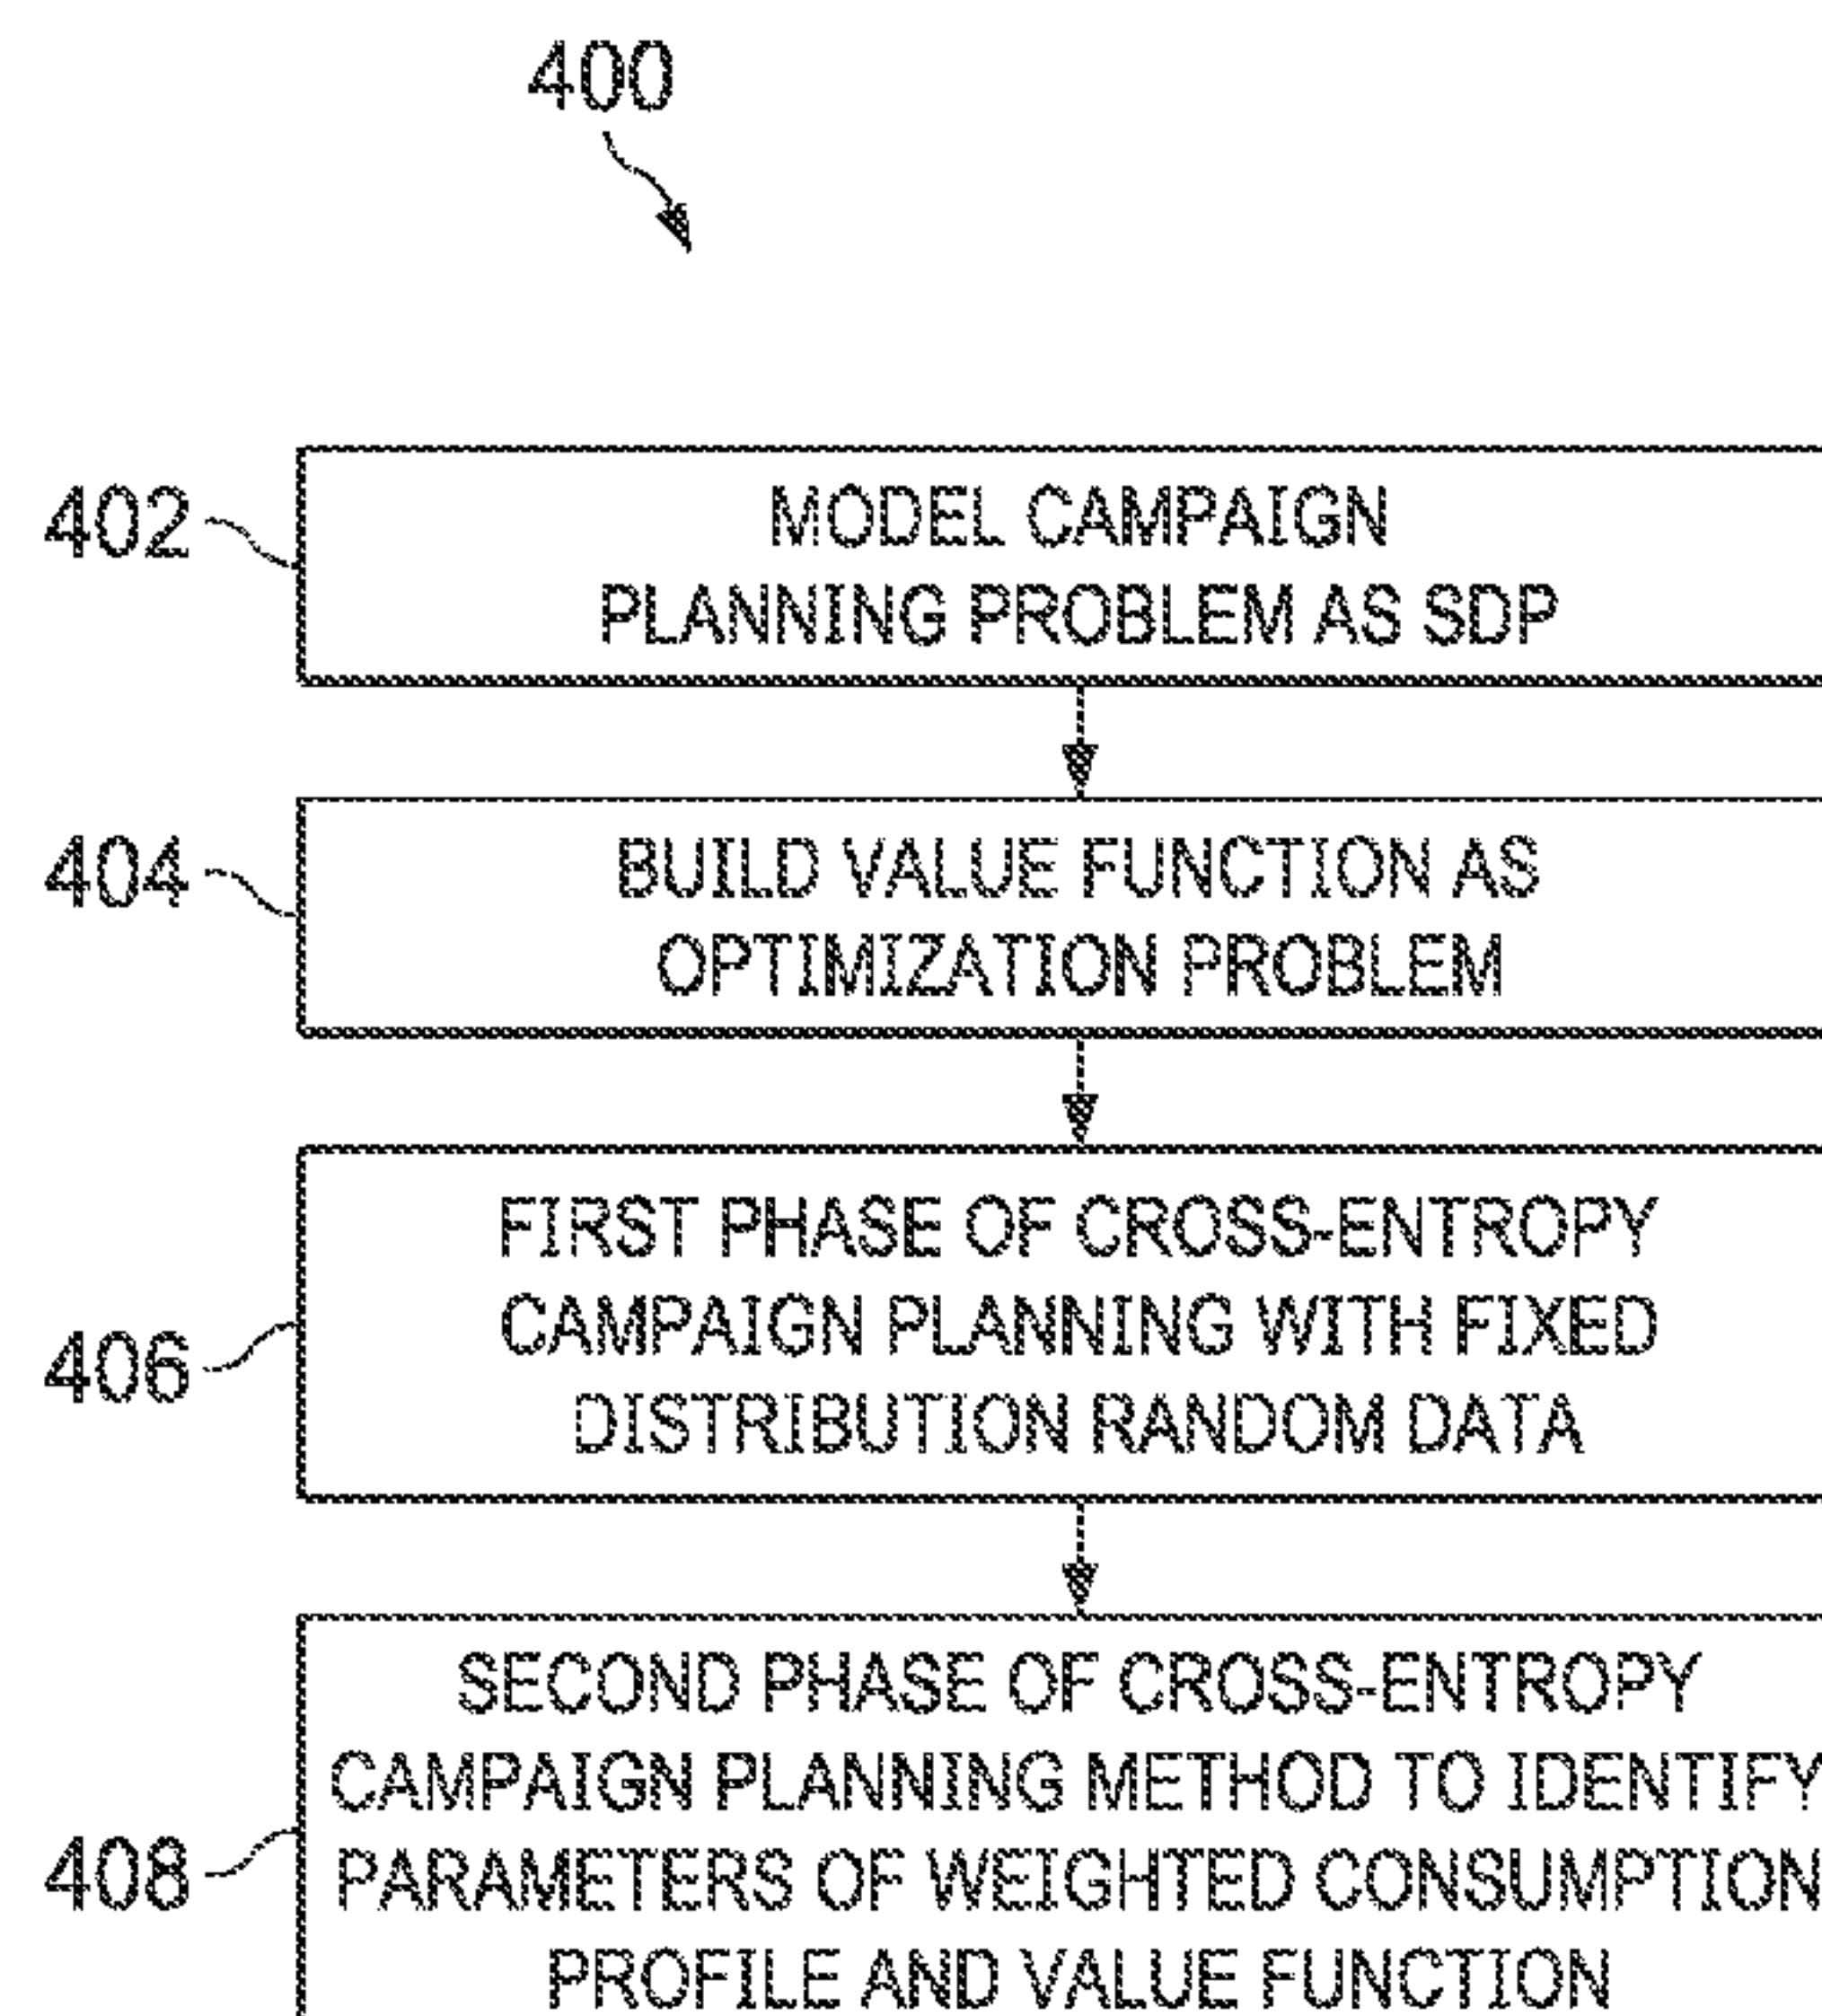 400
402
MODEL CAMPAIGN
PLANNING PROBLEM AS SDP
404
BUILD VALUE FUNCTION AS
OPTIMIZATION PROBLEM
406
FIRST PHASE OF CROSS-ENTROPY
CAMPAIGN PLANNING WITH FIXED
DISTRIBUTION RANDOM DATA
408
SECOND PHASE OF CROSS-ENTROPY
CAMPAIGN PLANNING METHOD TO IDENTIFY
PARAMETERS OF WEIGHTED CONSUMPTION
PROFILE AND VALUE FUNCTION